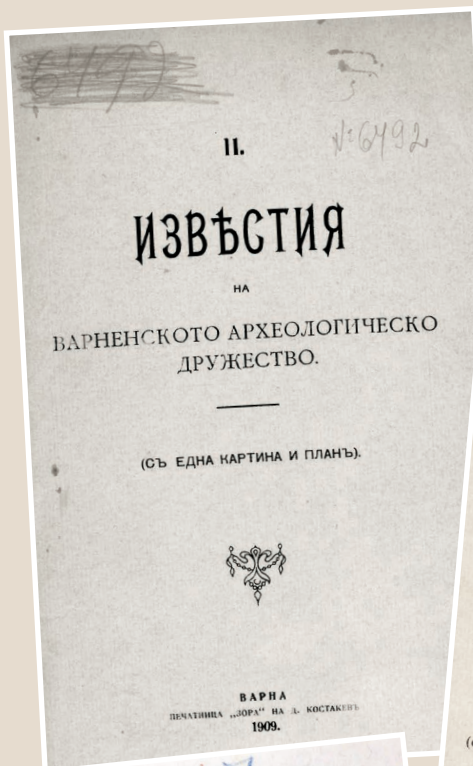 6492
№ 6492
II.
ИЗВѢСТИЯ
НА
ВАРНЕНСКОТО АРХЕОЛОГИЧЕСКО
ДРУЖЕСТВО.
(СЪ ЕДНА КАРТИНА И ПЛАНЪ).
ВАРНА
ПЕЧАТНИЦА „ЗОРА“ НА Д. КОСТАКЕВЪ
1909.